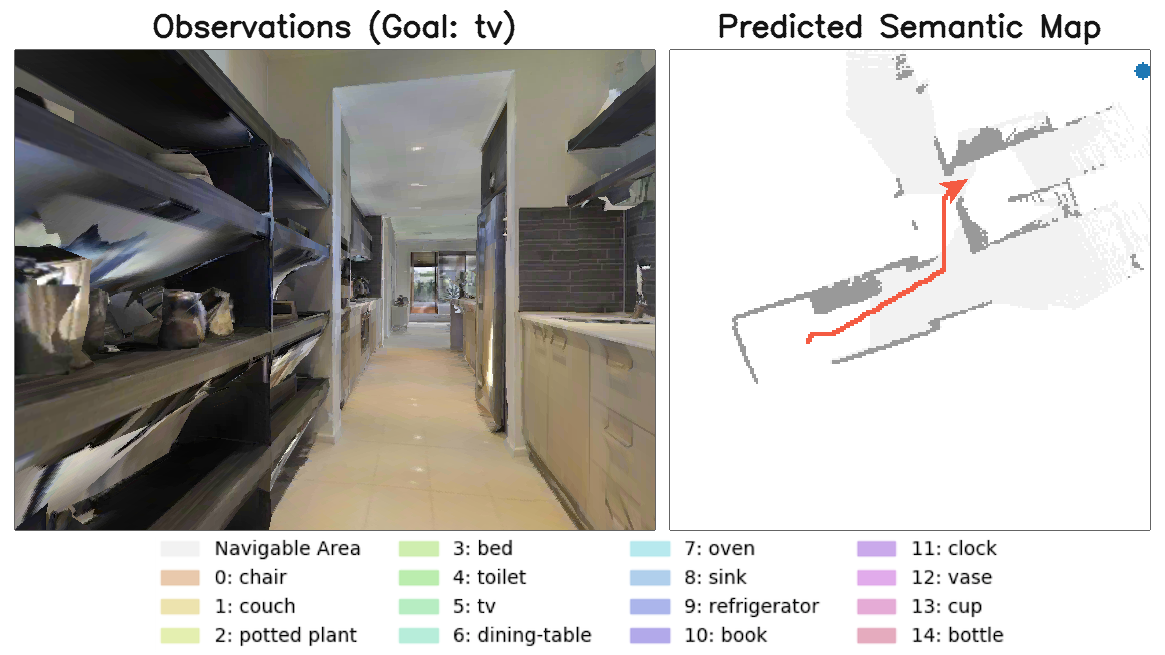 Observations (Goal: tv)
Predicted Semantic Map
Navigable Area
0: chair
1: couch
2: potted plant
3: bed
4: toilet
5: tv
6: dining-table
7: oven
8: sink
9: refrigerator
10: book
11: clock
12: vase
13: cup
14: bottle